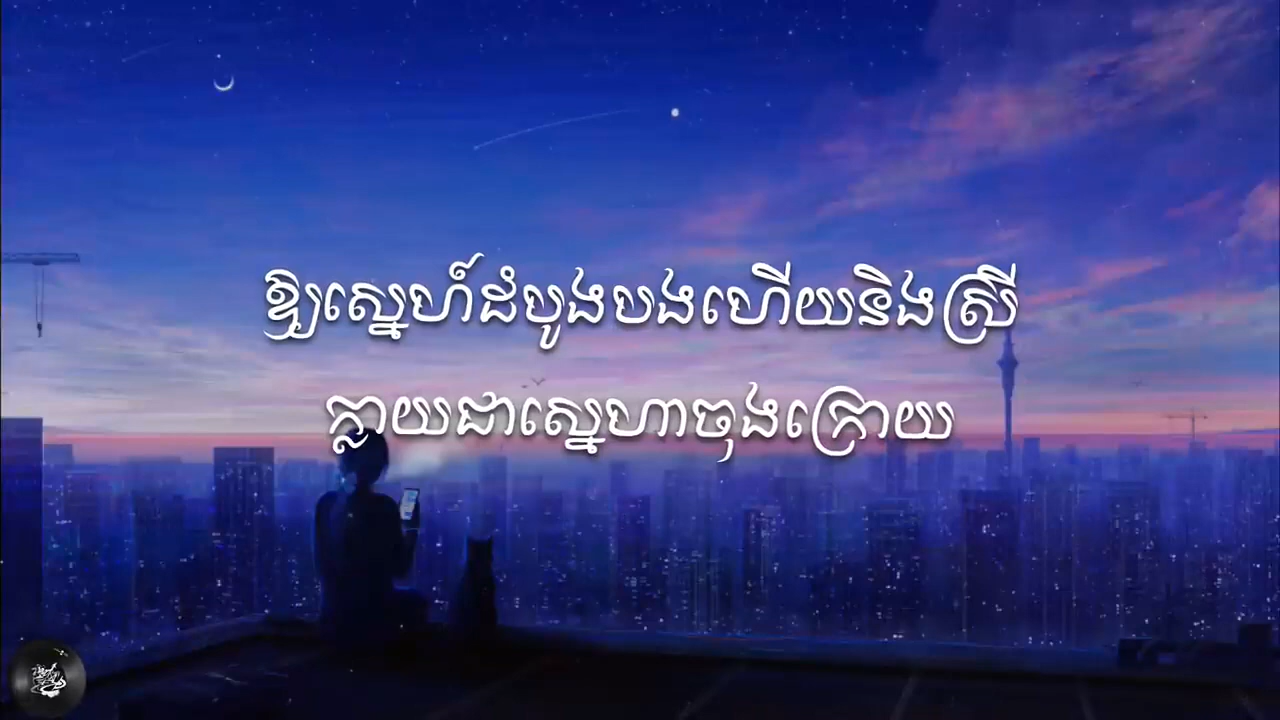 ឱ្យស្នេហ៍ដំបូងបងហើយនិងស្រី
ក្លាយជាស្នេហាចុងក្រោយ